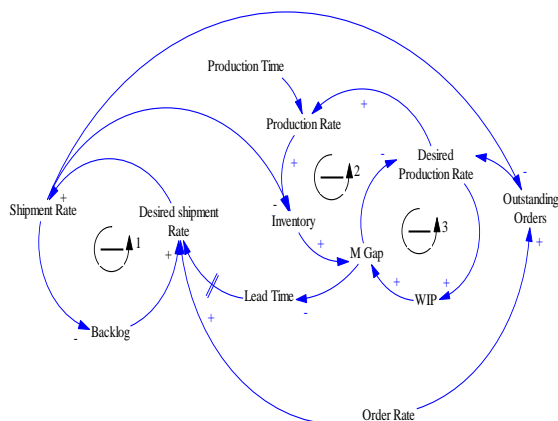 Production Time
Production Rate
+
+
2
-
Desired
Production Rate
-
Outstanding
Orders
+
Shipment Rate
+
Desired shipment
Rate
+
1
-
Inventory
+
3
M Gap
+
+
WIP
Lead Time
-
+
-
Backlog
Order Rate